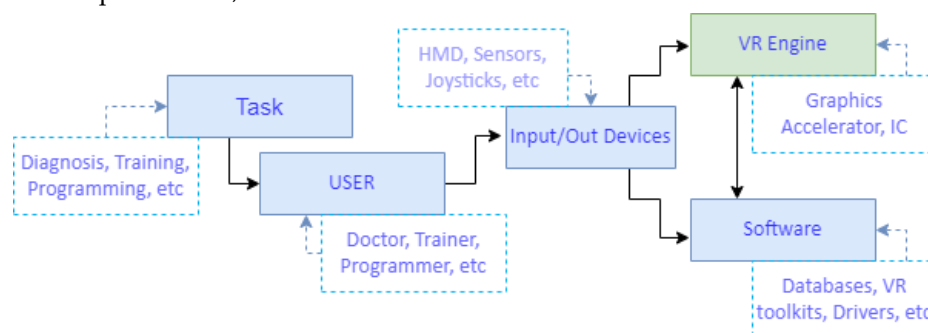 HMD, Sensors,
Joysticks, etc
VR Engine
Task
Graphics
Accelerator, IC
Input/Out Devices
Diagnosis, Training,
Programming, etc
USER
Doctor, Trainer,
Programmer, etc
Software
Databases, VR
toolkits, Drivers, etc